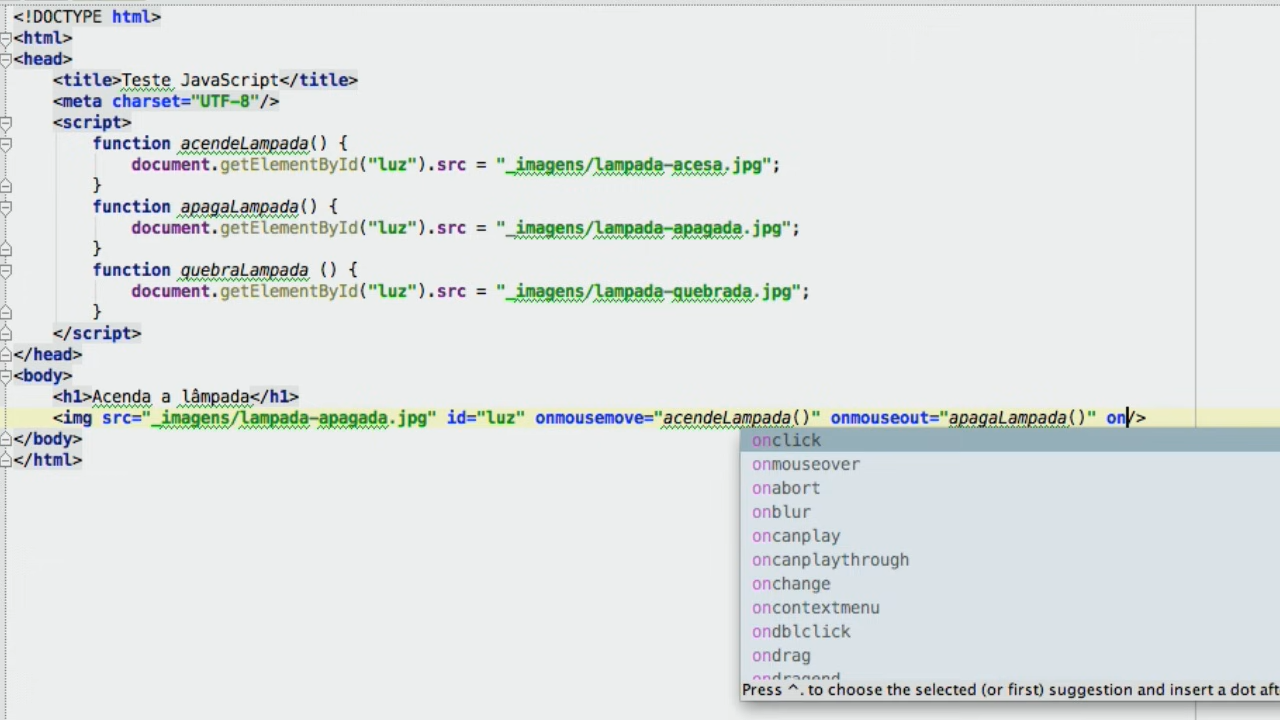 <!DOCTYPE html>
<html>
<head>
    <title>Teste JavaScript</title>
    <meta charset="UTF-8"/>
    <script>
        function acendeLampada() {
            document.getElementById("luz").src = "_imagens/lampada-acesa.jpg";
        }
        function apagaLampada() {
            document.getElementById("luz").src = "_imagens/lampada-apagada.jpg";
        }
        function quebraLampada () {
            document.getElementById("luz").src = "_imagens/lampada-quebrada.jpg";
        }
    </script>
</head>
<body>
    <h1>Acenda a lâmpada</h1>
    <img src="_imagens/lampada-apagada.jpg" id="luz" onmousemove="acendeLampada()" onmouseout="apagaLampada()" on/>
</body>
</html>
onclick
onmouseover
onabort
onblur
oncanplay
oncanplaythrough
onchange
oncontextmenu
ondblclick
ondrag
ondragend
Press ^. to choose the selected (or first) suggestion and insert a dot aft